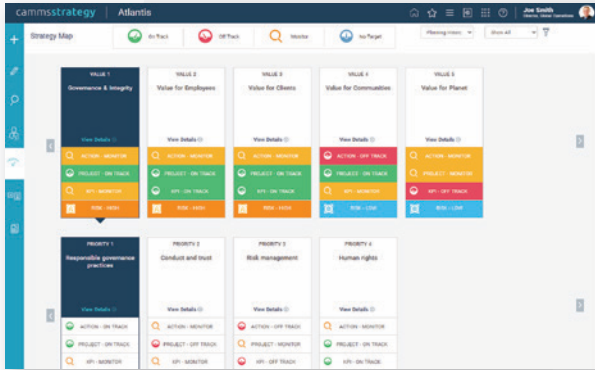 cammsstrategy Atlantis
Joe Smith
Strategy Map
On Track
Off Track
Monitor
No Target
Show All
VALUE 1
Governance & Integrity
View Details
ACTION - MONITOR
PROJECT - ON TRACK
KPI - MONITOR
RISK - HIGH
VALUE 2
Value for Employees
View Details
ACTION - MONITOR
PROJECT - ON TRACK
KPI - ON TRACK
RISK - HIGH
VALUE 3
Value for Clients
View Details
ACTION - MONITOR
PROJECT - ON TRACK
KPI - ON TRACK
RISK - HIGH
VALUE 4
Value for Communities
View Details
ACTION - OFF TRACK
PROJECT - ON TRACK
KPI - MONITOR
RISK - LOW
VALUE 5
Value for Planet
View Details
ACTION - MONITOR
PROJECT - MONITOR
KPI - OFF TRACK
RISK - LOW
PRIORITY 1
Responsible governance
practices
View Details
ACTION - ON TRACK
PROJECT - ON TRACK
KPI - MONITOR
PRIORITY 2
Conduct and trust
View Details
ACTION - MONITOR
PROJECT - OFF TRACK
KPI - MONITOR
PRIORITY 3
Risk management
View Details
ACTION - OFF TRACK
PROJECT - MONITOR
KPI - OFF TRACK
PRIORITY 4
Human rights
View Details
ACTION - MONITOR
PROJECT - ON TRACK
KPI - ON TRACK